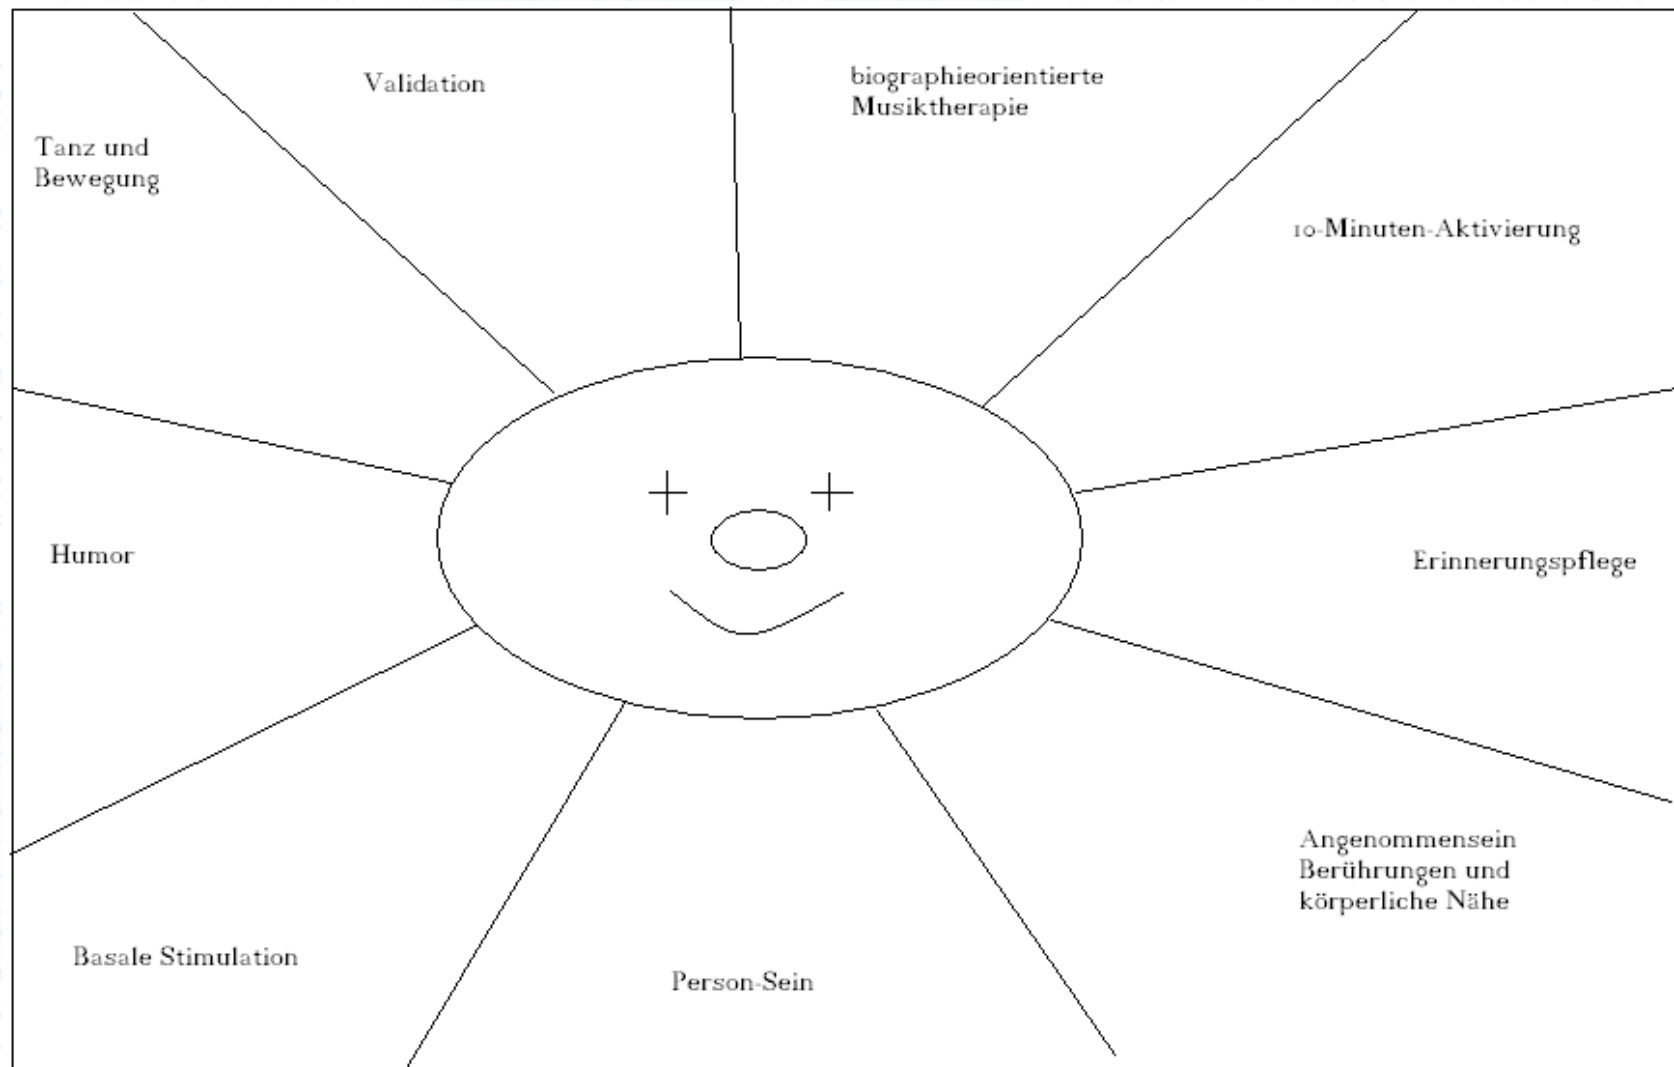 Validation
biographieorientierte
Musiktherapie
Tanz und
Bewegung
10-Minuten-Aktivierung
Humor
Erinnerungspflege
Angenommensein
Berührungen und
körperliche Nähe
Basale Stimulation
Person-Sein